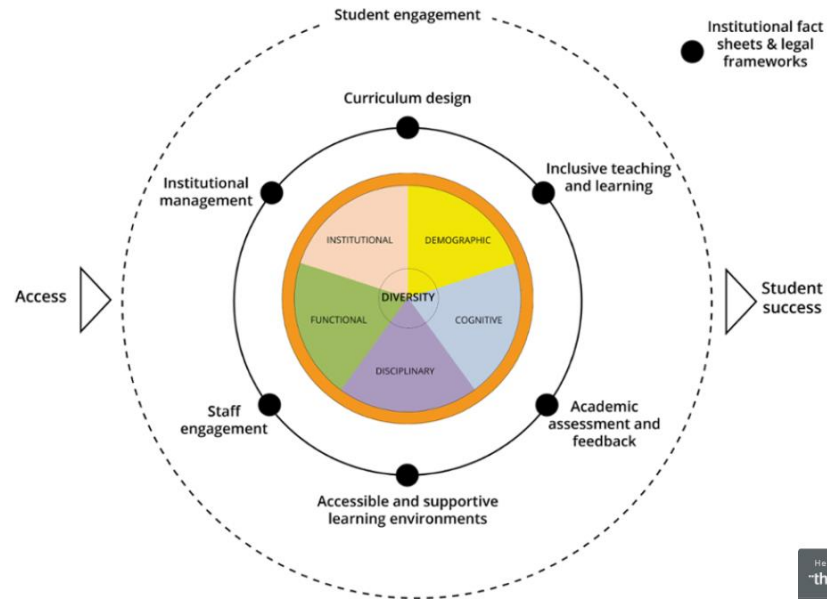 Student engagement
Institutional fact
sheets & legal
frameworks
Curriculum design
Institutional
management
Inclusive teaching
and learning
INSTITUTIONAL
DEMOGRAPHIC
Access
DIVERSITY
Student
success
FUNCTIONAL
COGNITIVE
DISCIPLINARY
Staff
engagement
Academic
assessment and
feedback
Accessible and supportive
learning environments